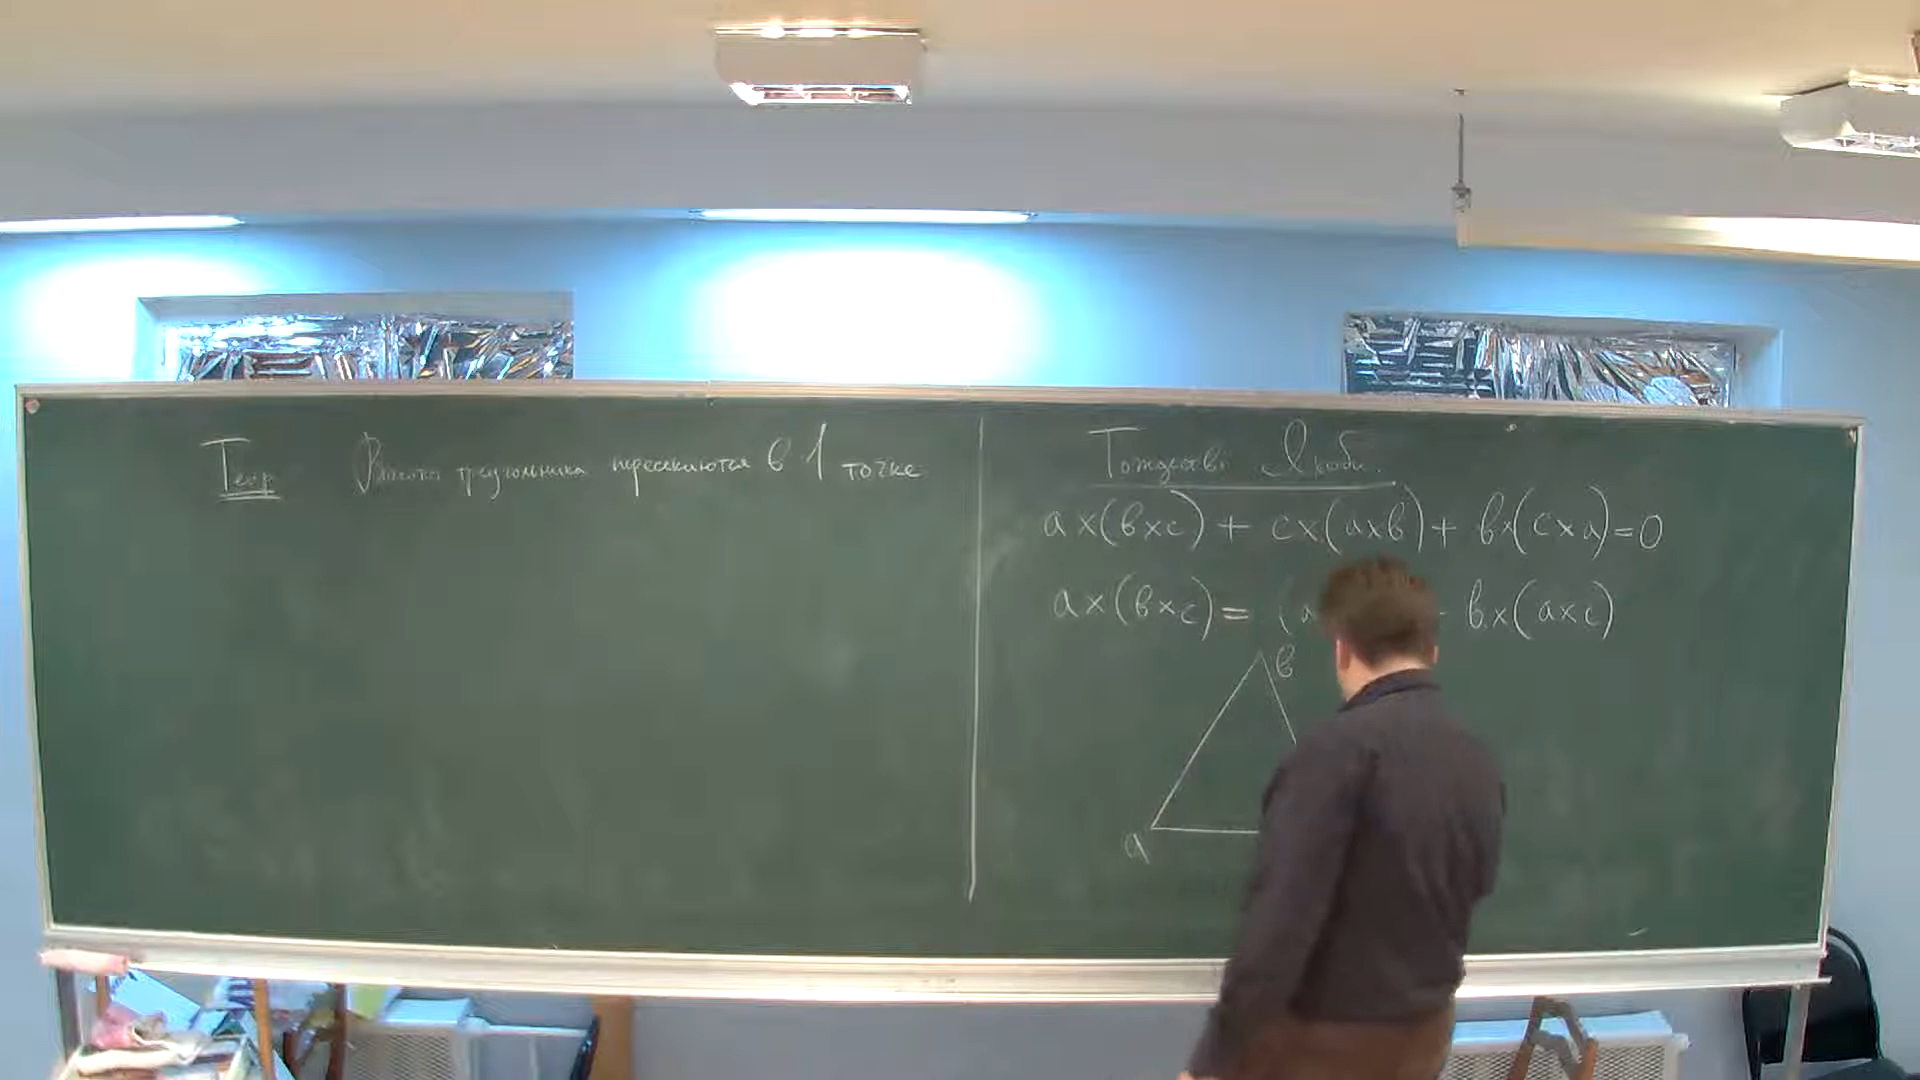 Теор Высоты треугольника пересекаются в 1 точке
Тождество Якоби.
a×(в×c) + c×(a×в) + в×(c×a)=0
a×(в×c) = (a - в×(a×c)
в
a